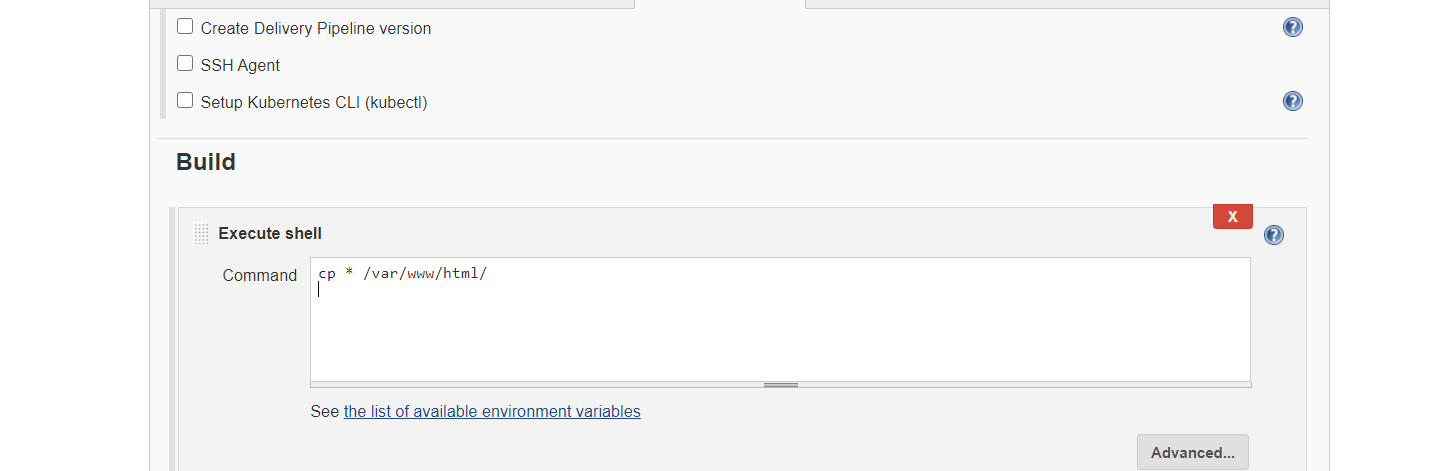 Create Delivery Pipeline version
?
SSH Agent
Setup Kubernetes CLI (kubectl)
?
Build
X
Execute shell
?
Command
cp * /var/www/html/
See the list of available environment variables
Advanced...